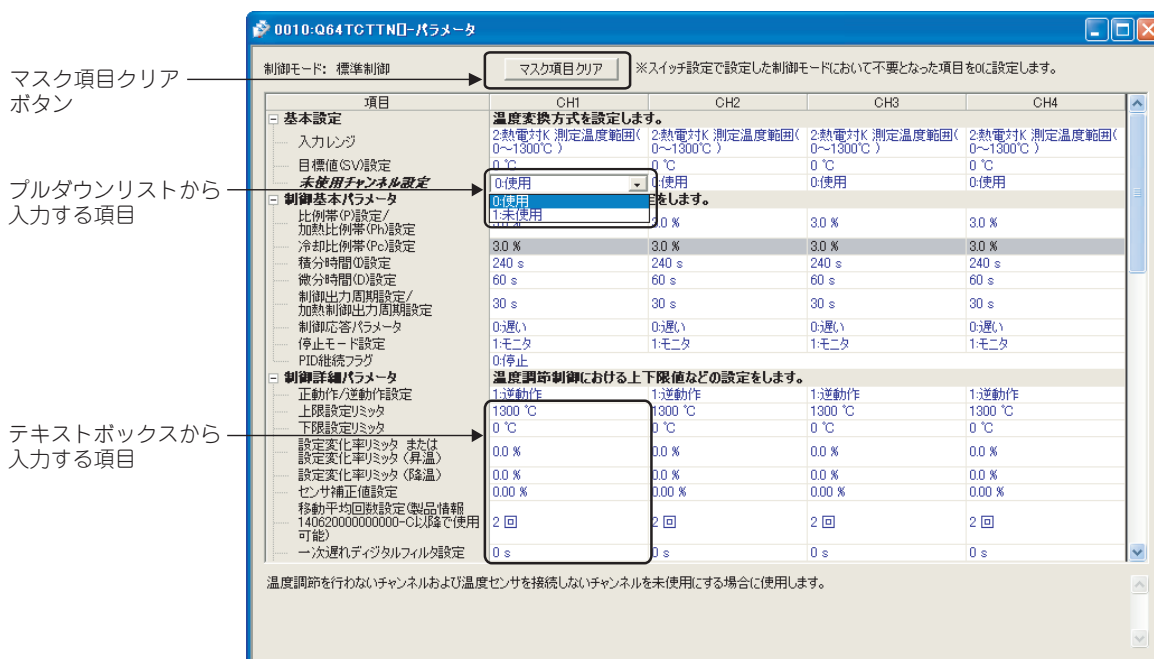 0010:Q64TCTTN[]-パラメータ
制御モード: 標準制御
マスク項目クリア
※スイッチ設定で設定した制御モードにおいて不要となった項目を0に設定します。
マスク項目クリア
ボタン
項目 CH1 CH2 CH3 CH4
基本設定 温度変換方式を設定します。
入力レンジ 2:熱電対K 測定温度範囲(0～1300℃) 2:熱電対K 測定温度範囲(0～1300℃) 2:熱電対K 測定温度範囲(0～1300℃) 2:熱電対K 測定温度範囲(0～1300℃)
目標値(SV)設定 0 ℃ 0 ℃ 0 ℃ 0 ℃
未使用チャンネル設定 0:使用 0:使用 0:使用 0:使用
0:使用
1:未使用
プルダウンリストから
入力する項目
制御基本パラメータ をします。
比例帯(P)設定/
加熱比例帯(Ph)設定 3.0 % 3.0 % 3.0 %
冷却比例帯(Pc)設定 3.0 % 3.0 % 3.0 % 3.0 %
積分時間(I)設定 240 s 240 s 240 s 240 s
微分時間(D)設定 60 s 60 s 60 s 60 s
制御出力周期設定/
加熱制御出力周期設定 30 s 30 s 30 s 30 s
制御応答パラメータ 0:遅い 0:遅い 0:遅い 0:遅い
停止モード設定 1:モニタ 1:モニタ 1:モニタ 1:モニタ
PID継続フラグ 0:停止
制御詳細パラメータ 温度調節制御における上下限値などの設定をします。
正動作/逆動作設定 1:逆動作 1:逆動作 1:逆動作 1:逆動作
上限設定リミッタ 1300 ℃ 1300 ℃ 1300 ℃ 1300 ℃
下限設定リミッタ 0 ℃ 0 ℃ 0 ℃ 0 ℃
テキストボックスから
入力する項目
設定変化率リミッタ または
設定変化率リミッタ (昇温) 0.0 % 0.0 % 0.0 % 0.0 %
設定変化率リミッタ (降温) 0.0 % 0.0 % 0.0 % 0.0 %
センサ補正値設定 0.00 % 0.00 % 0.00 % 0.00 %
移動平均回数設定(製品情報
140620000000000-C以降で使用
可能) 2 回 2 回 2 回 2 回
一次遅れディジタルフィルタ設定 0 s 0 s 0 s 0 s
温度調節を行わないチャンネルおよび温度センサを接続しないチャンネルを未使用にする場合に使用します。